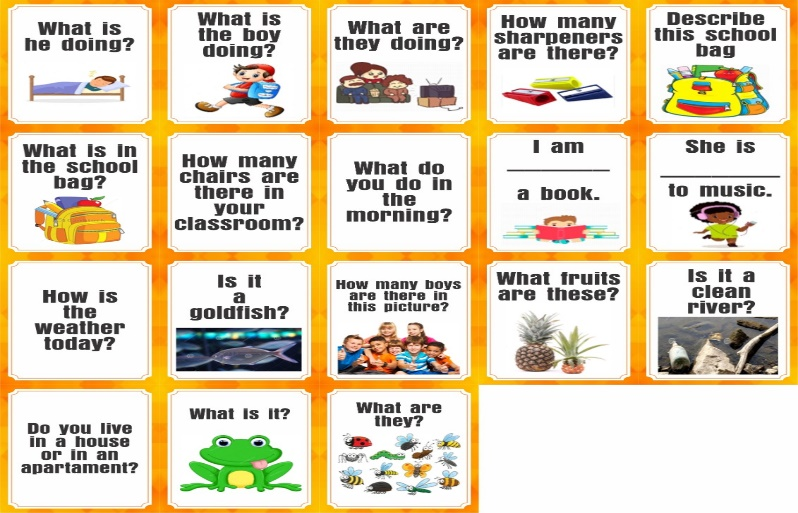 What is
he doing?
What is
the boy
doing?
What are
they doing?
How many
sharpeners
are there?
Describe
this school
bag
What is in
the school
bag?
How many
chairs are
there in
your
classroom?
What do
you do in
the
morning?
I am
__________
a book.
She is
____________
to music.
How is
the
weather
today?
Is it
a
goldfish?
How many boys
are there in
this picture?
What fruits
are these?
Is it a
clean
river?
Do you live
in a house
or in an
apartament?
What is it?
What are
they?